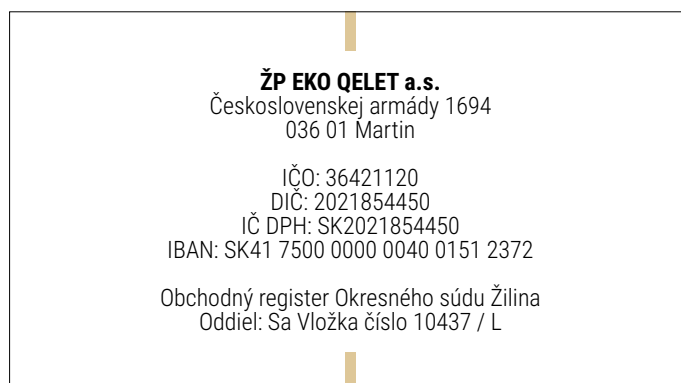 ŽP EKO QELET a.s.
Československej armády 1694
036 01 Martin
IČO: 36421120
DIČ: 2021854450
IČ DPH: SK2021854450
IBAN: SK41 7500 0000 0040 0151 2372
Obchodný register Okresného súdu Žilina
Oddiel: Sa Vložka číslo 10437 / L